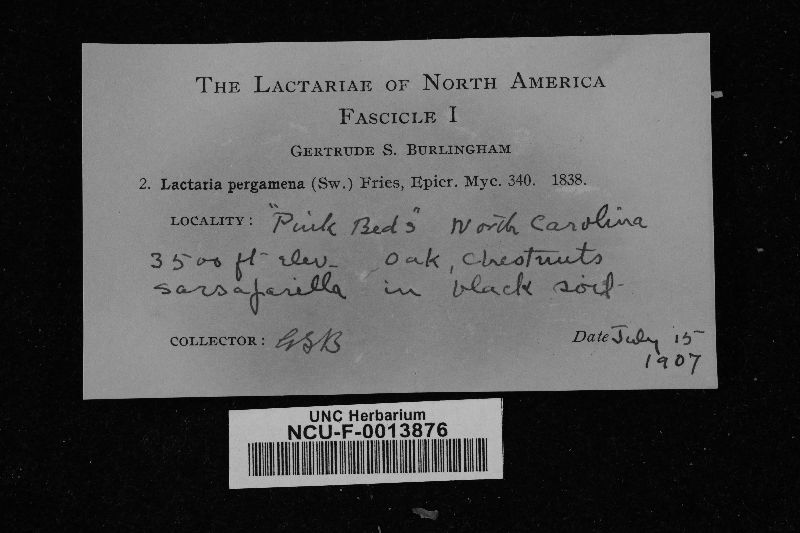 The Lactariae of North America
Fascicle I
Gertrude S. Burlingham
2. Lactaria pergamena (Sw.) Fries, Epicr. Myc. 340. 1838.
Locality: "Pink Beds" North Carolina
3500 ft elev. Oak, chestnuts
sarsaparilla in black soil
Collector: GSB
Date July 15
1907
UNC Herbarium
NCU-F-0013876